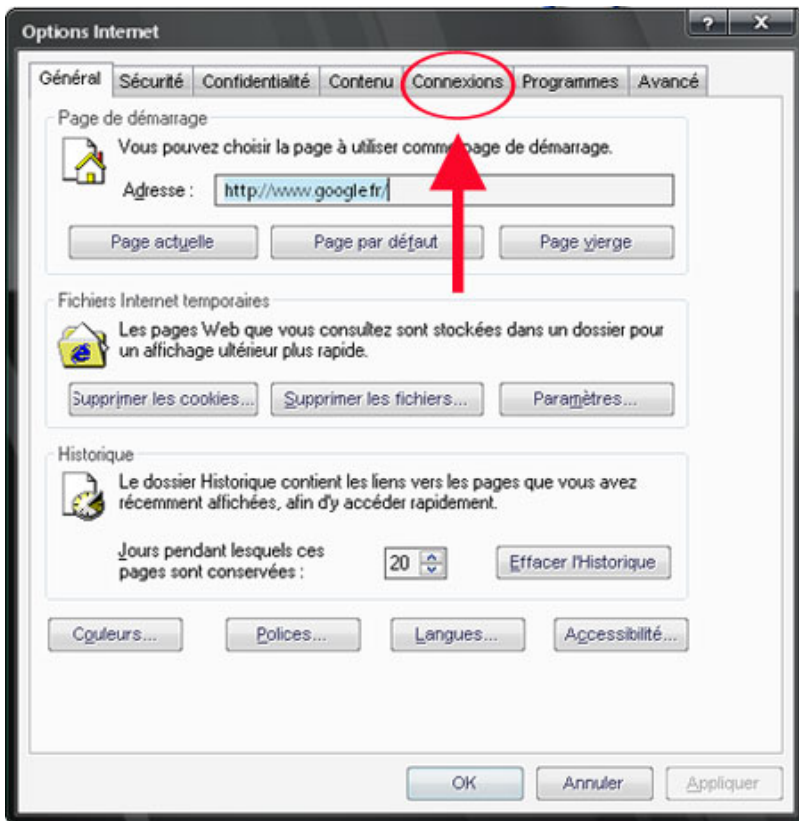 Options Internet
? X
Général Sécurité Confidentialité Contenu Connexions Programmes Avancé
Page de démarrage
Vous pouvez choisir la page à utiliser comme page de démarrage.
Adresse : http://www.google.fr/
Page actuelle Page par défaut Page vierge
Fichiers Internet temporaires
Les pages Web que vous consultez sont stockées dans un dossier pour
un affichage ultérieur plus rapide.
Supprimer les cookies... Supprimer les fichiers... Paramètres...
Historique
Le dossier Historique contient les liens vers les pages que vous avez
récemment affichées, afin d'y accéder rapidement.
Jours pendant lesquels ces
pages sont conservées : 20 Effacer l'Historique
Couleurs... Polices... Langues... Accessibilité...
OK Annuler Appliquer